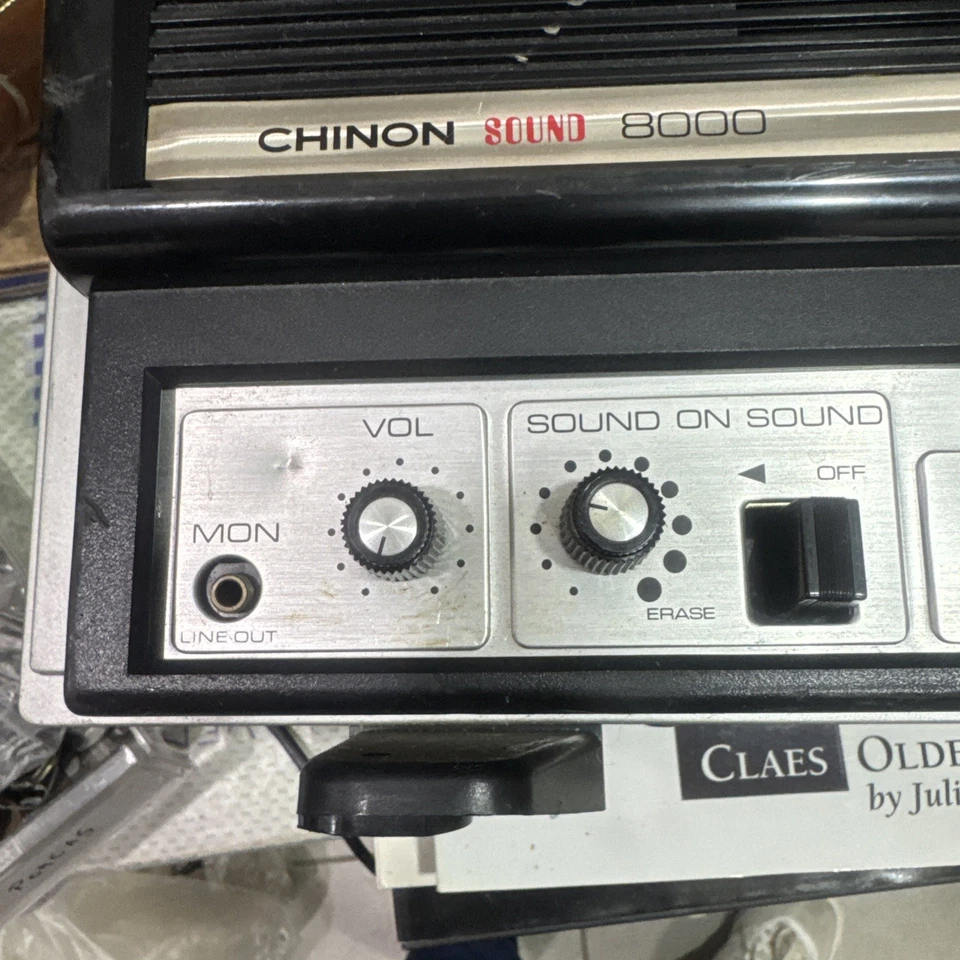 CHINON SOUND 8000
VOL
MON
LINE OUT
SOUND ON SOUND
OFF
ERASE
CLAES OLDE
by Juli